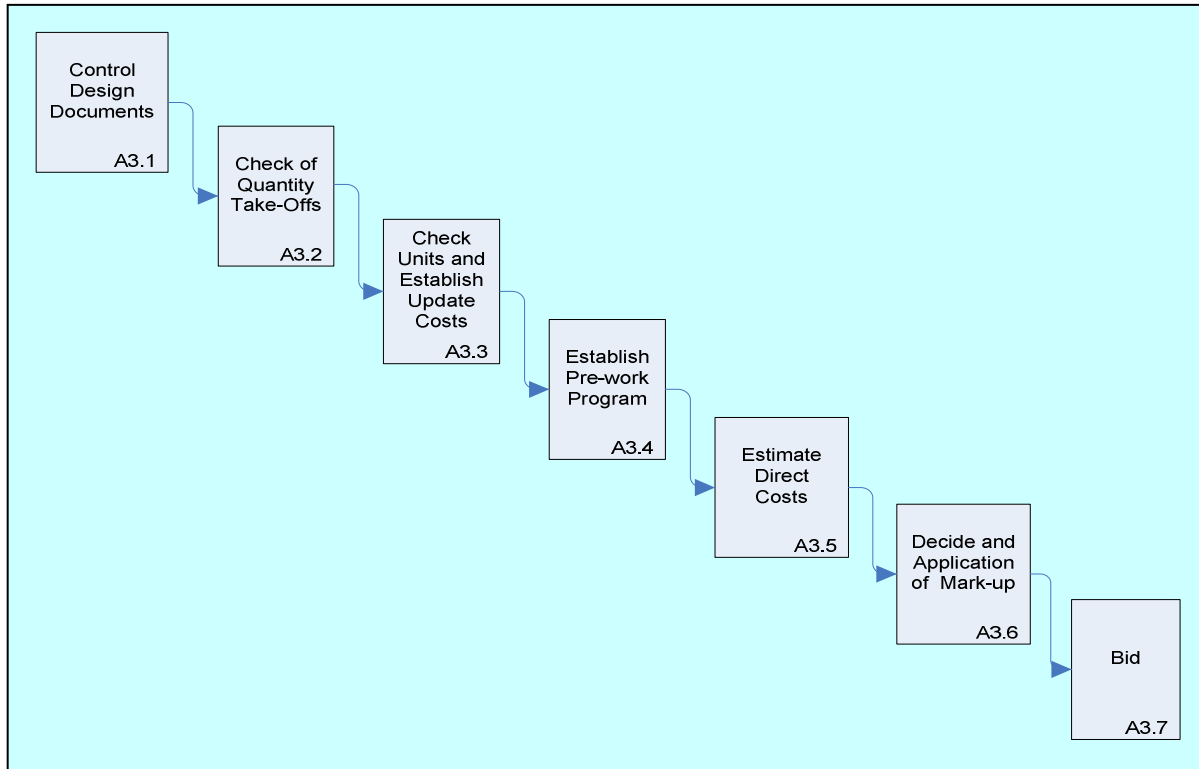 Control
Design
Documents
A3.1
Check of
Quantity
Take-Offs
A3.2
Check
Units and
Establish
Update
Costs
A3.3
Establish
Pre-work
Program
A3.4
Estimate
Direct
Costs
A3.5
Decide and
Application
of Mark-up
A3.6
Bid
A3.7